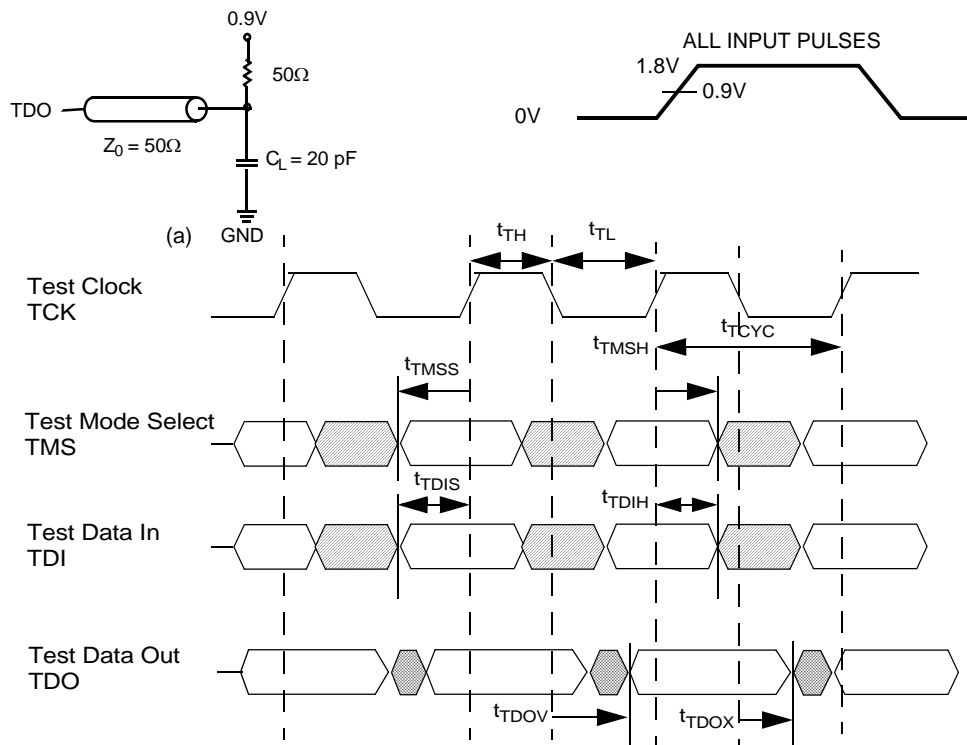 0.9V
50Ω
TDO
Z0 = 50Ω
CL = 20 pF
(a) GND
ALL INPUT PULSES
1.8V
0.9V
0V
tTH
tTL
Test Clock
TCK
tTCYC
tTMSH
tTMSS
Test Mode Select
TMS
tTDIS
tTDIH
Test Data In
TDI
Test Data Out
TDO
tTDOV
tTDOX